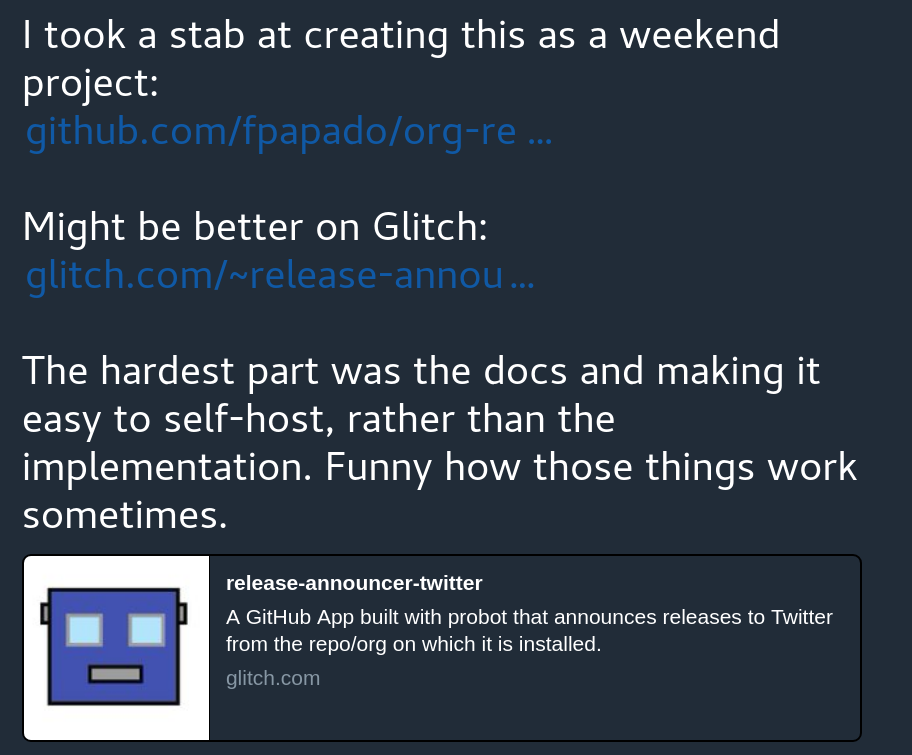 I took a stab at creating this as a weekend
project:
github.com/fpapado/org-re …
Might be better on Glitch:
glitch.com/~release-annou…
The hardest part was the docs and making it
easy to self-host, rather than the
implementation. Funny how those things work
sometimes.
release-announcer-twitter
A GitHub App built with probot that announces releases to Twitter
from the repo/org on which it is installed.
glitch.com